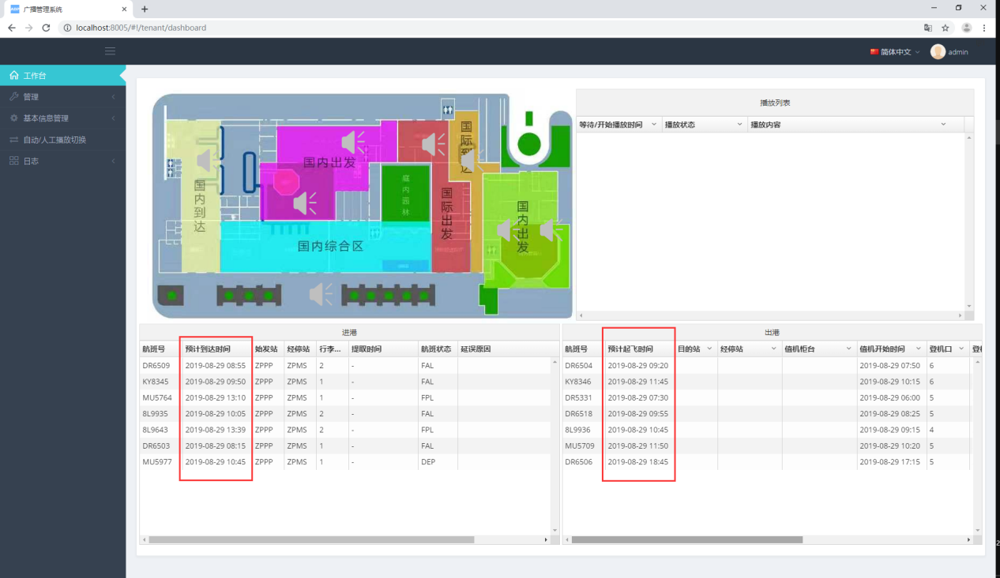 广播管理系统
localhost:8005/#!/tenant/dashboard
简体中文
admin
工作台
管理
基本信息管理
自动/人工播放切换
日志
国内到达
国内出发
国内综合区
庭内园林
国际出发
国际到达
国内出发
播放列表
等待/开始播放时间 播放状态 播放内容
进港
航班号 预计到达时间 始发站 经停站 行李... 提取时间 航班状态 延误原因
DR6509 2019-08-29 08:55 ZPPP ZPMS 2 - FAL
KY8345 2019-08-29 09:50 ZPPP ZPMS 1 - FAL
MU5764 2019-08-29 13:10 ZPPP ZPMS 1 - FPL
8L9935 2019-08-29 10:05 ZPPP ZPMS 2 - FAL
8L9643 2019-08-29 13:39 ZPPP ZPMS 2 - FPL
DR6503 2019-08-29 08:15 ZPPP ZPMS 1 - FAL
MU5977 2019-08-29 10:45 ZPPP ZPMS 1 - DEP
出港
航班号 预计起飞时间 目的站 经停站 值机柜台 值机开始时间 登机口 登机
DR6504 2019-08-29 09:20 2019-08-29 07:50 6
KY8346 2019-08-29 11:45 2019-08-29 10:15 6
DR5331 2019-08-29 07:30 2019-08-29 06:00 5
DR6518 2019-08-29 09:55 2019-08-29 08:25 5
8L9936 2019-08-29 10:45 2019-08-29 09:15 4
MU5709 2019-08-29 11:50 2019-08-29 10:20 5
DR6506 2019-08-29 18:45 2019-08-29 17:15 5